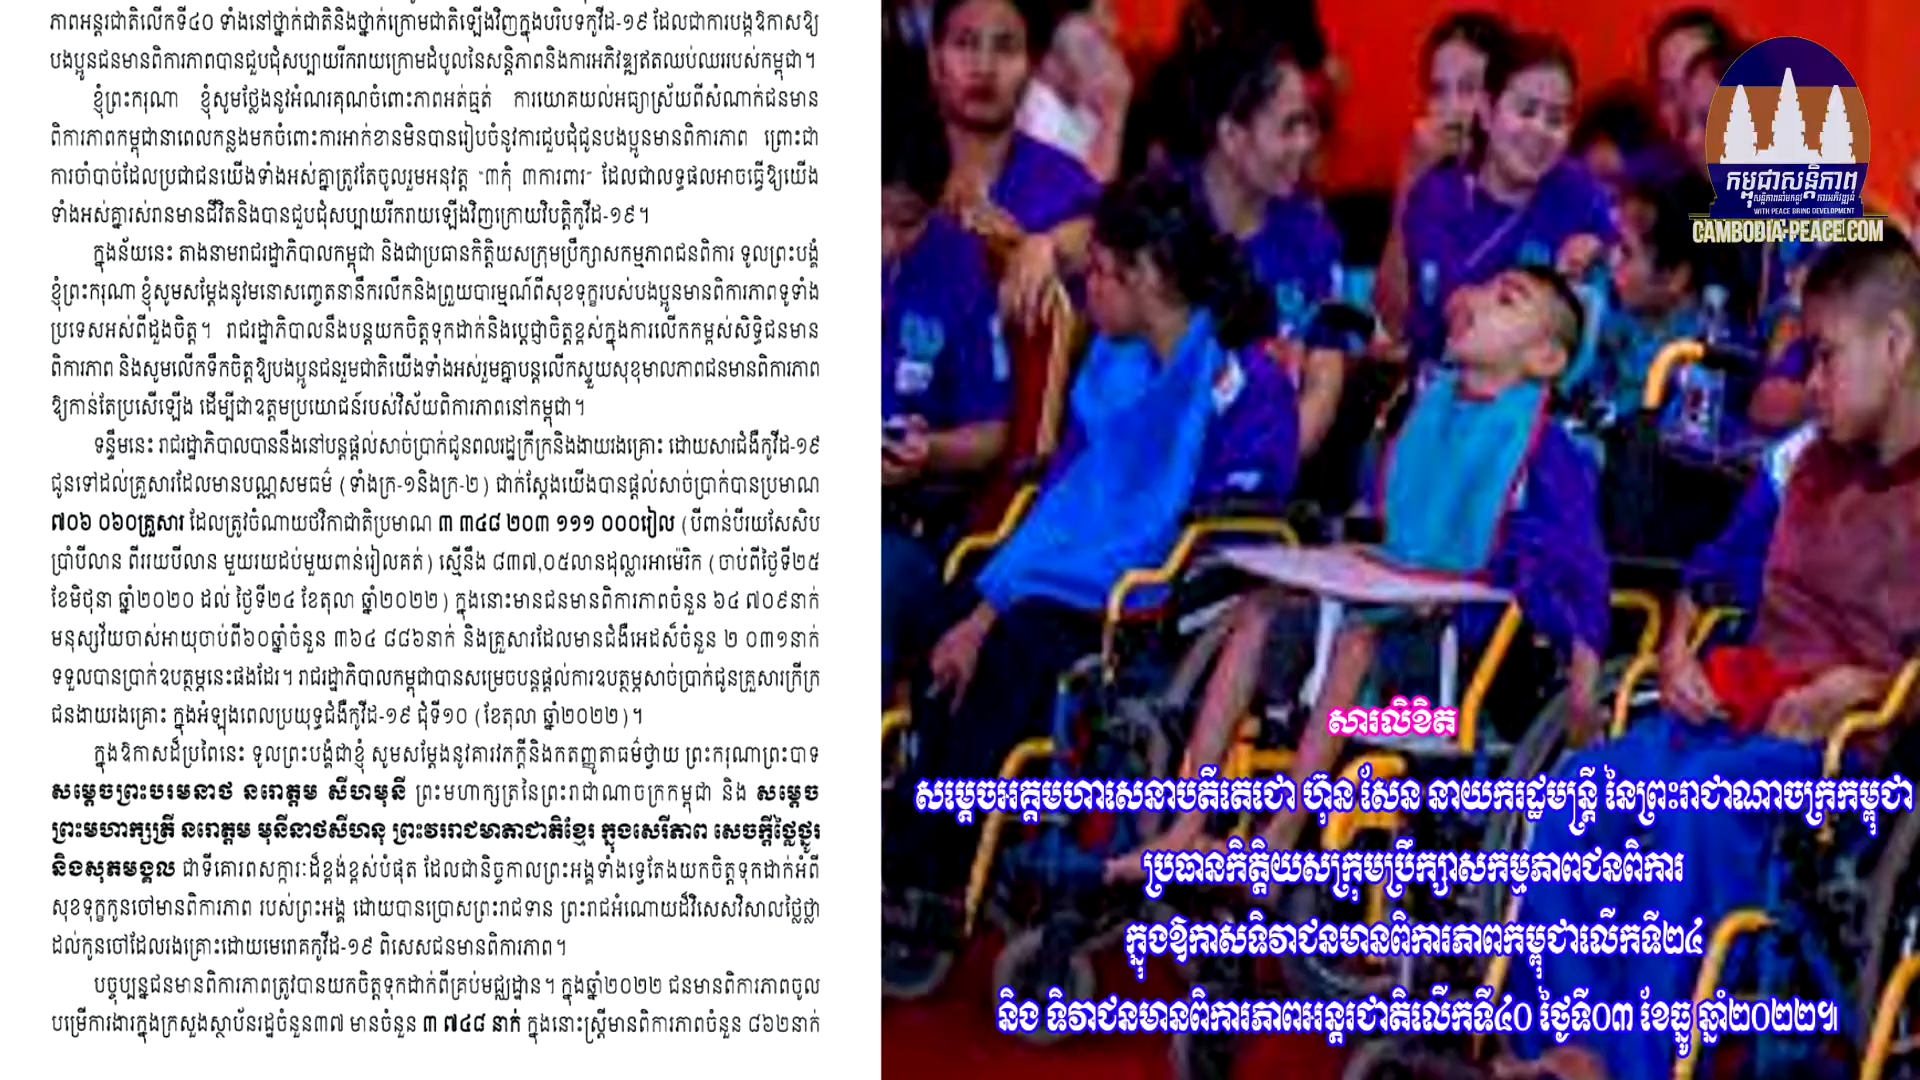 ភាពអន្តរជាតិលើកទី៤០ ទាំងនៅថ្នាក់ជាតិនិងថ្នាក់ក្រោមជាតិឡើងវិញក្នុងបរិបទកូវីដ-១៩ ដែលជាការបង្កឱកាសឱ្យ
បងប្អូនជនមានពិការភាពបានជួបជុំសប្បាយរីករាយក្រោមដំបូលនៃសន្តិភាពនិងការអភិវឌ្ឍឥតឈប់ឈររបស់កម្ពុជា។
ខ្ញុំព្រះករុណា ខ្ញុំសូមថ្លែងនូវអំណរគុណចំពោះភាពអត់ធ្មត់ ការយោគយល់អធ្យាស្រ័យពីសំណាក់ជនមាន
ពិការភាពកម្ពុជានាពេលកន្លងមកចំពោះការអាក់ខានមិនបានរៀបចំនូវការជួបជុំជូនបងប្អូនមានពិការភាព ព្រោះជា
ការចាំបាច់ដែលប្រជាជនយើងទាំងអស់គ្នាត្រូវតែចូលរួមអនុវត្ត "៣កុំ ៣ការពារ" ដែលជាលទ្ធផលអាចធ្វើឱ្យយើង
ទាំងអស់គ្នារស់រានមានជីវិតនិងបានជួបជុំសប្បាយរីករាយឡើងវិញក្រោយវិបត្តិកូវីដ-១៩។
ក្នុងន័យនេះ តាងនាមរាជរដ្ឋាភិបាលកម្ពុជា និងជាប្រធានកិត្តិយសក្រុមប្រឹក្សាសកម្មភាពជនពិការ ទូលព្រះបង្គំ
ខ្ញុំព្រះករុណា ខ្ញុំសូមសម្តែងនូវមនោសញ្ចេតនានឹករលឹកនិងព្រួយបារម្មណ៍ពីសុខទុក្ខរបស់បងប្អូនមានពិការភាពទូទាំង
ប្រទេសអស់ពីដួងចិត្ត។ រាជរដ្ឋាភិបាលនឹងបន្តយកចិត្តទុកដាក់និងប្តេជ្ញាចិត្តខ្ពស់ក្នុងការលើកកម្ពស់សិទ្ធិជនមាន
ពិការភាព និងសូមលើកទឹកចិត្តឱ្យបងប្អូនជនរួមជាតិយើងទាំងអស់រួមគ្នាបន្តលើកស្ទួយសុខុមាលភាពជនមានពិការភាព
ឱ្យកាន់តែប្រសើឡើង ដើម្បីជាឧត្តមប្រយោជន៍របស់វិស័យពិការភាពនៅកម្ពុជា។
ទន្ទឹមនេះ រាជរដ្ឋាភិបាលបាននឹងនៅបន្តផ្តល់សាច់ប្រាក់ជូនពលរដ្ឋក្រីក្រនិងងាយរងគ្រោះ ដោយសារជំងឺកូវីដ-១៩
ជូនទៅដល់គ្រួសារដែលមានបណ្ណសមធម៌ (ទាំងក្រ-១និងក្រ-២) ជាក់ស្តែងយើងបានផ្តល់សាច់ប្រាក់បានប្រមាណ
៧០៦ ០៦០គ្រួសារ ដែលត្រូវចំណាយថវិកាជាតិប្រមាណ ៣ ៣៤៨ ២០៣ ១១១ ០០០រៀល (បីពាន់បីរយសែសិប
ប្រាំបីលាន ពីររយបីលាន មួយរយដប់មួយពាន់រៀលគត់) ស្មើនឹង ៨៣៧,០៥លានដុល្លារអាម៉េរិក (ចាប់ពីថ្ងៃទី២៥
ខែមិថុនា ឆ្នាំ២០២០ ដល់ ថ្ងៃទី២៤ ខែតុលា ឆ្នាំ២០២២) ក្នុងនោះមានជនមានពិការភាពចំនួន ៦៤ ៧០៩នាក់
មនុស្សវ័យចាស់អាយុចាប់ពី៦០ឆ្នាំចំនួន ៣៦៤ ៨៨៦នាក់ និងគ្រួសារដែលមានជំងឺអេដស៍ចំនួន ២ ០៣១នាក់
ទទួលបានប្រាក់ឧបត្ថម្ភនេះផងដែរ។ រាជរដ្ឋាភិបាលកម្ពុជាបានសម្រេចបន្តផ្តល់ការឧបត្ថម្ភសាច់ប្រាក់ជូនគ្រួសារក្រីក្រ
ជនងាយរងគ្រោះ ក្នុងអំឡុងពេលប្រយុទ្ធជំងឺកូវីដ-១៩ ជុំទី១០ (ខែតុលា ឆ្នាំ២០២២)។
ក្នុងឱកាសដ៏ប្រពៃនេះ ទូលព្រះបង្គំជាខ្ញុំ សូមសម្តែងនូវគារវភក្តីនិងកតញ្ញូតាធម៌ថ្វាយ ព្រះករុណាព្រះបាទ
សម្តេចព្រះបរមនាថ នរោត្តម សីហមុនី ព្រះមហាក្សត្រនៃព្រះរាជាណាចក្រកម្ពុជា និង សម្តេច
ព្រះមហាក្សត្រី នរោត្តម មុនីនាថសីហនុ ព្រះវររាជមាតាជាតិខ្មែរ ក្នុងសេរីភាព សេចក្តីថ្លៃថ្នូរ
និងសុភមង្គល ជាទីគោរពសក្ការៈដ៏ខ្ពង់ខ្ពស់បំផុត ដែលជានិច្ចកាលព្រះអង្គទាំងទ្វេតែងយកចិត្តទុកដាក់អំពី
សុខទុក្ខកូនចៅមានពិការភាព របស់ព្រះអង្គ ដោយបានប្រោសព្រះរាជទាន ព្រះរាជអំណោយដ៏វិសេសវិសាលថ្លៃថ្លា
ដល់កូនចៅដែលរងគ្រោះដោយមេរោគកូវីដ-១៩ ពិសេសជនមានពិការភាព។
បច្ចុប្បន្នជនមានពិការភាពត្រូវបានយកចិត្តទុកដាក់ពីគ្រប់មជ្ឈដ្ឋាន។ ក្នុងឆ្នាំ២០២២ ជនមានពិការភាពចូល
បម្រើការងារក្នុងក្រសួងស្ថាប័នរដ្ឋចំនួន៣៧ មានចំនួន ៣ ៧៤៨ នាក់ ក្នុងនោះស្ត្រីមានពិការភាពចំនួន ៨៦២នាក់
កម្ពុជាសន្តិភាព
សន្តិភាពនាំមកនូវ ការអភិវឌ្ឍន៍
WITH PEACE BRING DEVELOPMENT
CAMBODIA-PEACE.COM
សារលិខិត
សម្តេចអគ្គមហាសេនាបតីតេជោ ហ៊ុន សែន នាយករដ្ឋមន្ត្រី នៃព្រះរាជាណាចក្រកម្ពុជា
ប្រធានកិត្តិយសក្រុមប្រឹក្សាសកម្មភាពជនពិការ
ក្នុងឱកាសទិវាជនមានពិការភាពកម្ពុជាលើកទី២៤
និង ទិវាជនមានពិការភាពអន្តរជាតិលើកទី៤០ ថ្ងៃទី០៣ ខែធ្នូ ឆ្នាំ២០២២៕